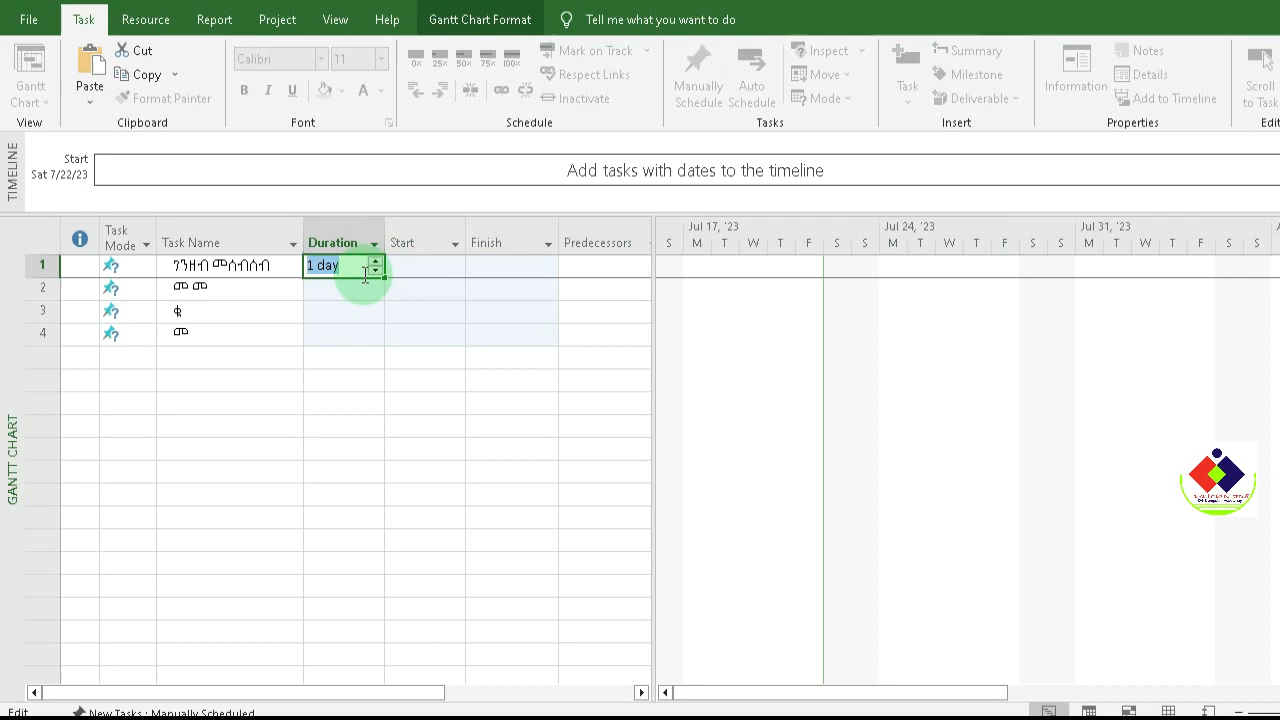 File Task Resource Report Project View Help Gantt Chart Format Tell me what you want to do
Gantt Chart
View
Paste
Cut
Copy
Format Painter
Clipboard
Calibri 11
B I U A
Font
0% 25% 50% 75% 100%
Mark on Track
Respect Links
Inactivate
Schedule
Manually Schedule
Auto Schedule
Inspect
Move
Mode
Tasks
Task
Summary
Milestone
Deliverable
Insert
Information
Notes
Details
Add to Timeline
Properties
Scroll
to Task
TIMELINE
Start
Sat 7/22/23
Add tasks with dates to the timeline
GANTT CHART
Task Mode Task Name Duration Start Finish Predecessors
Jul 17, '23 Jul 24, '23 Jul 31, '23
S M T W T F S S M T W T F S S M T W T F S S
1 ገንዘብ መሰብሰብ 1 day
2 መ መ
3 ቂ
4 መ
Edit New Tasks : Manually Scheduled